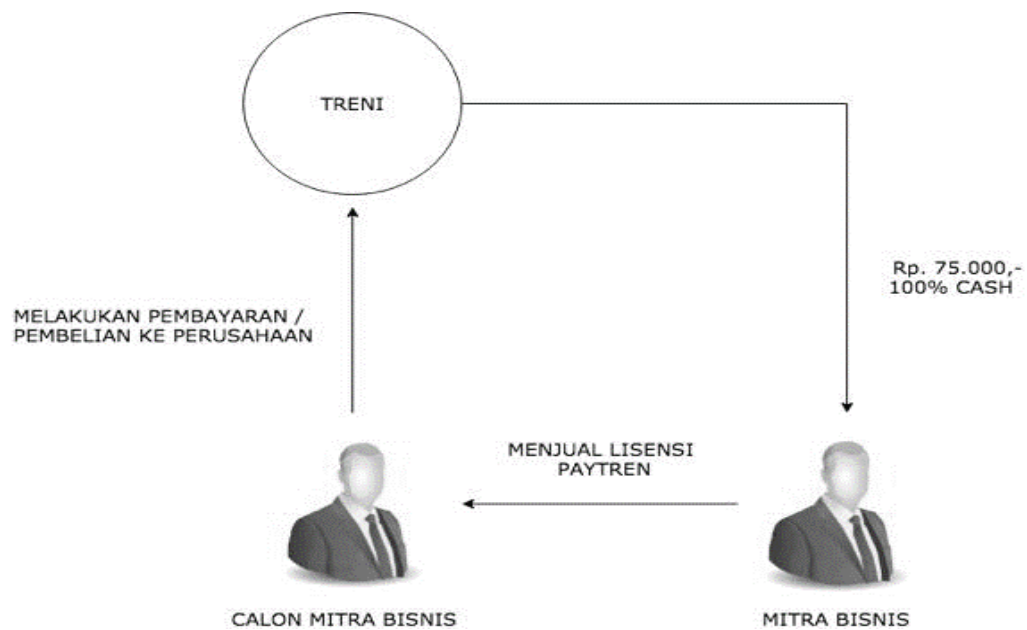 TRENI
Rp. 75.000,-
100% CASH
MELAKUKAN PEMBAYARAN /
PEMBELIAN KE PERUSAHAAN
MENJUAL LISENSI
PAYTREN
CALON MITRA BISNIS
MITRA BISNIS